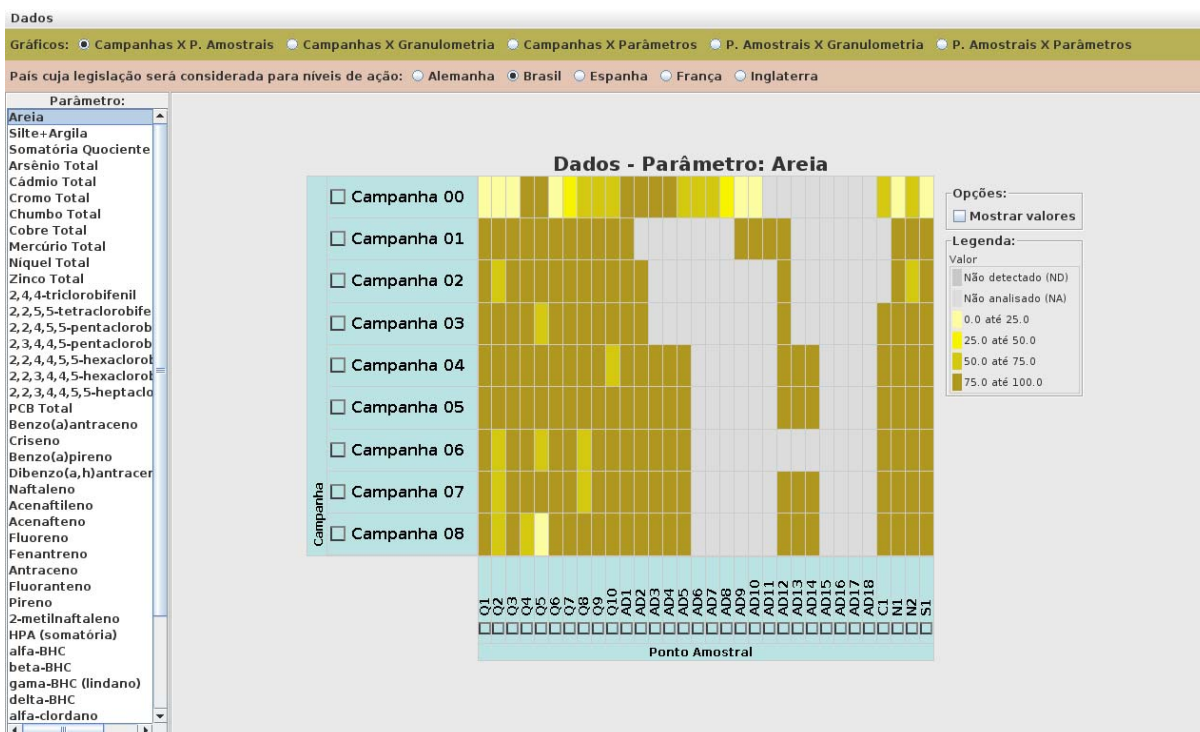 Dados
Gráficos: Campanhas X P. Amostrais Campanhas X Granulometria Campanhas X Parâmetros P. Amostrais X Granulometria P. Amostrais X Parâmetros
País cuja legislação será considerada para níveis de ação: Alemanha Brasil Espanha França Inglaterra
Parâmetro:
Areia
Silte+Argila
Somatória Quociente
Arsênio Total
Cádmio Total
Cromo Total
Chumbo Total
Cobre Total
Mercúrio Total
Níquel Total
Zinco Total
2,4,4-triclorobifenil
2,2,5,5-tetraclorobife
2,2,4,5,5-pentaclorob
2,3,4,4,5-pentaclorob
2,2,4,4,5,5-hexaclorob
2,2,3,4,4,5-hexaclorob
2,2,3,4,4,5,5-heptaclo
PCB Total
Benzo(a)antraceno
Criseno
Benzo(a)pireno
Dibenzo(a,h)antracer
Naftaleno
Acenaftileno
Acenafteno
Fluoreno
Fenantreno
Antraceno
Fluoranteno
Pireno
2-metilnaftaleno
HPA (somatória)
alfa-BHC
beta-BHC
gama-BHC (lindano)
delta-BHC
alfa-clordano
Dados - Parâmetro: Areia
Campanha
Campanha 00
Campanha 01
Campanha 02
Campanha 03
Campanha 04
Campanha 05
Campanha 06
Campanha 07
Campanha 08
Q1 Q2 Q3 Q4 Q5 Q6 Q7 Q8 Q9 Q10 AD1 AD2 AD3 AD4 AD5 AD6 AD7 AD8 AD9 AD10 AD11 AD12 AD13 AD14 AD15 AD16 AD17 AD18 C1 N1 N2 S1
Ponto Amostral
Opções:
Mostrar valores
Legenda:
Valor
Não detectado (ND)
Não analisado (NA)
0.0 até 25.0
25.0 até 50.0
50.0 até 75.0
75.0 até 100.0